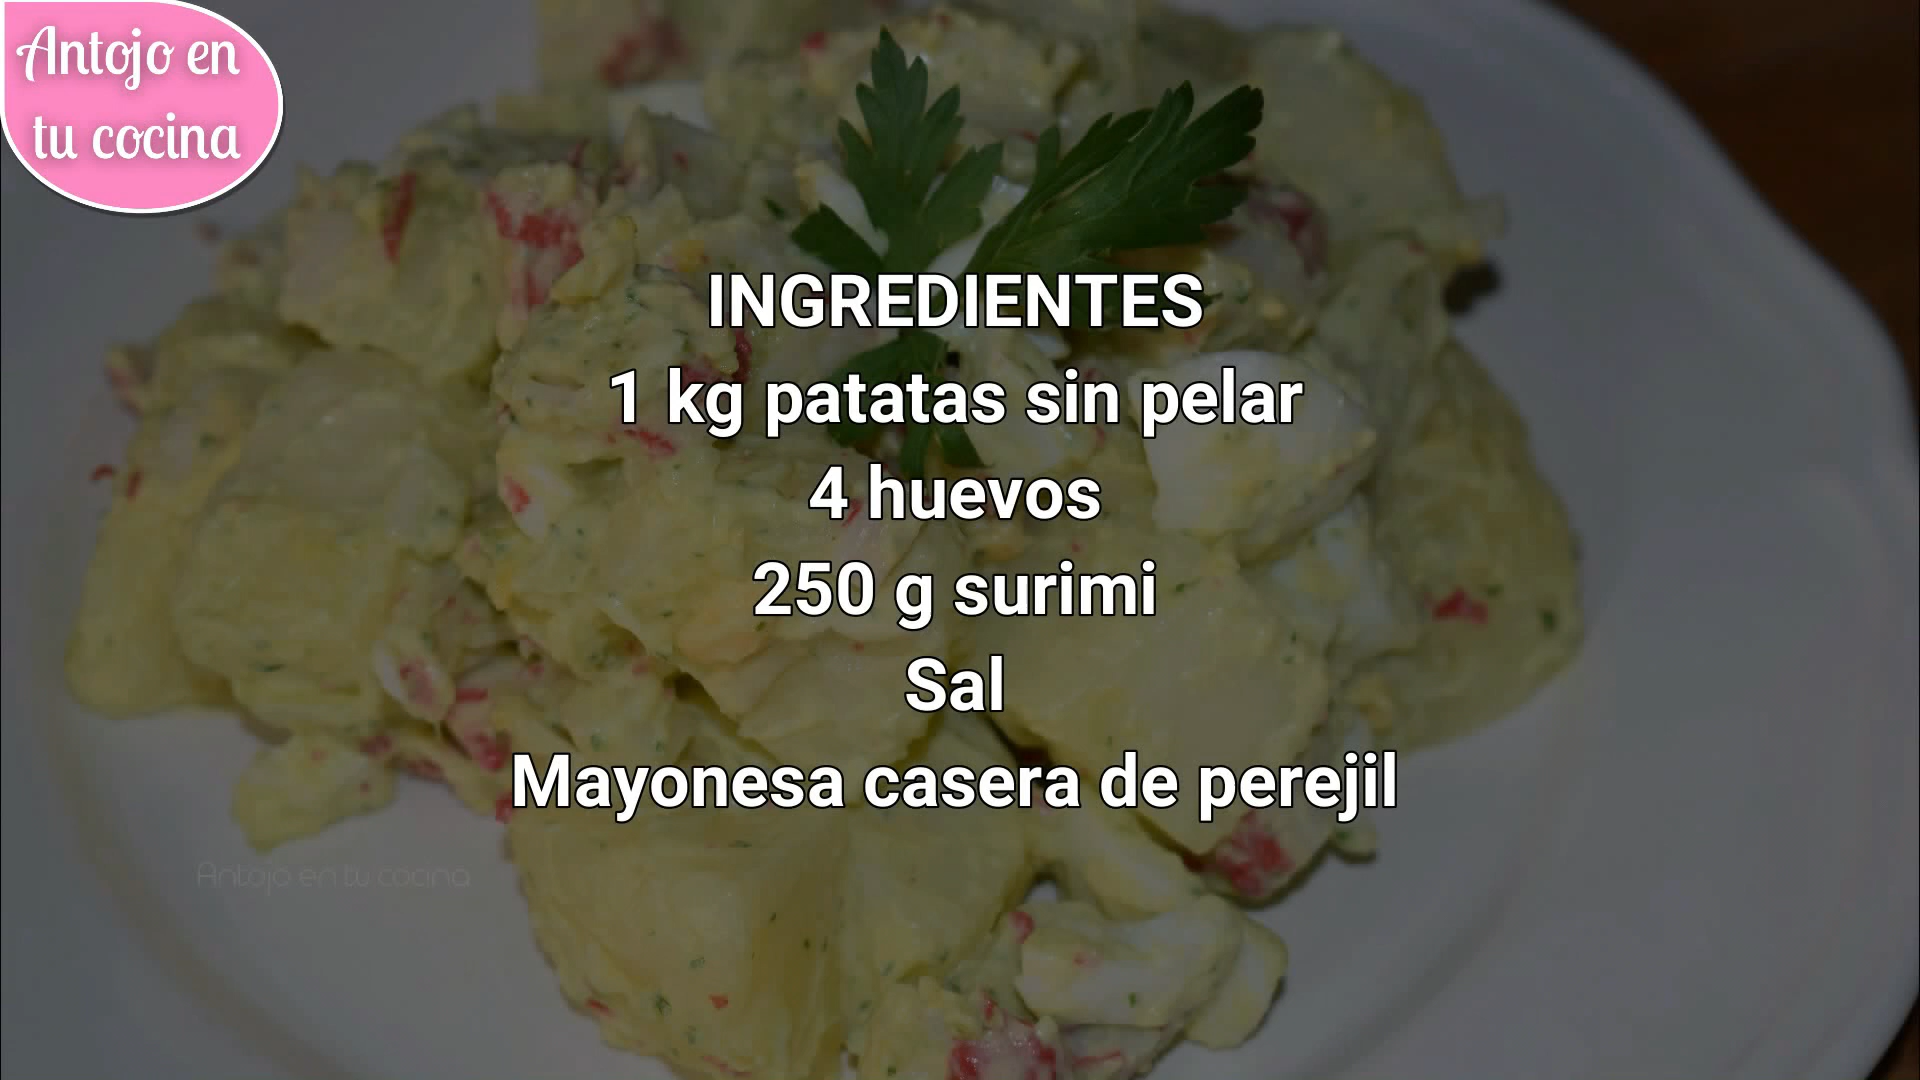 Antojo en
tu cocina
INGREDIENTES
1 kg patatas sin pelar
4 huevos
250 g surimi
Sal
Mayonesa casera de perejil
Antojo en tu cocina